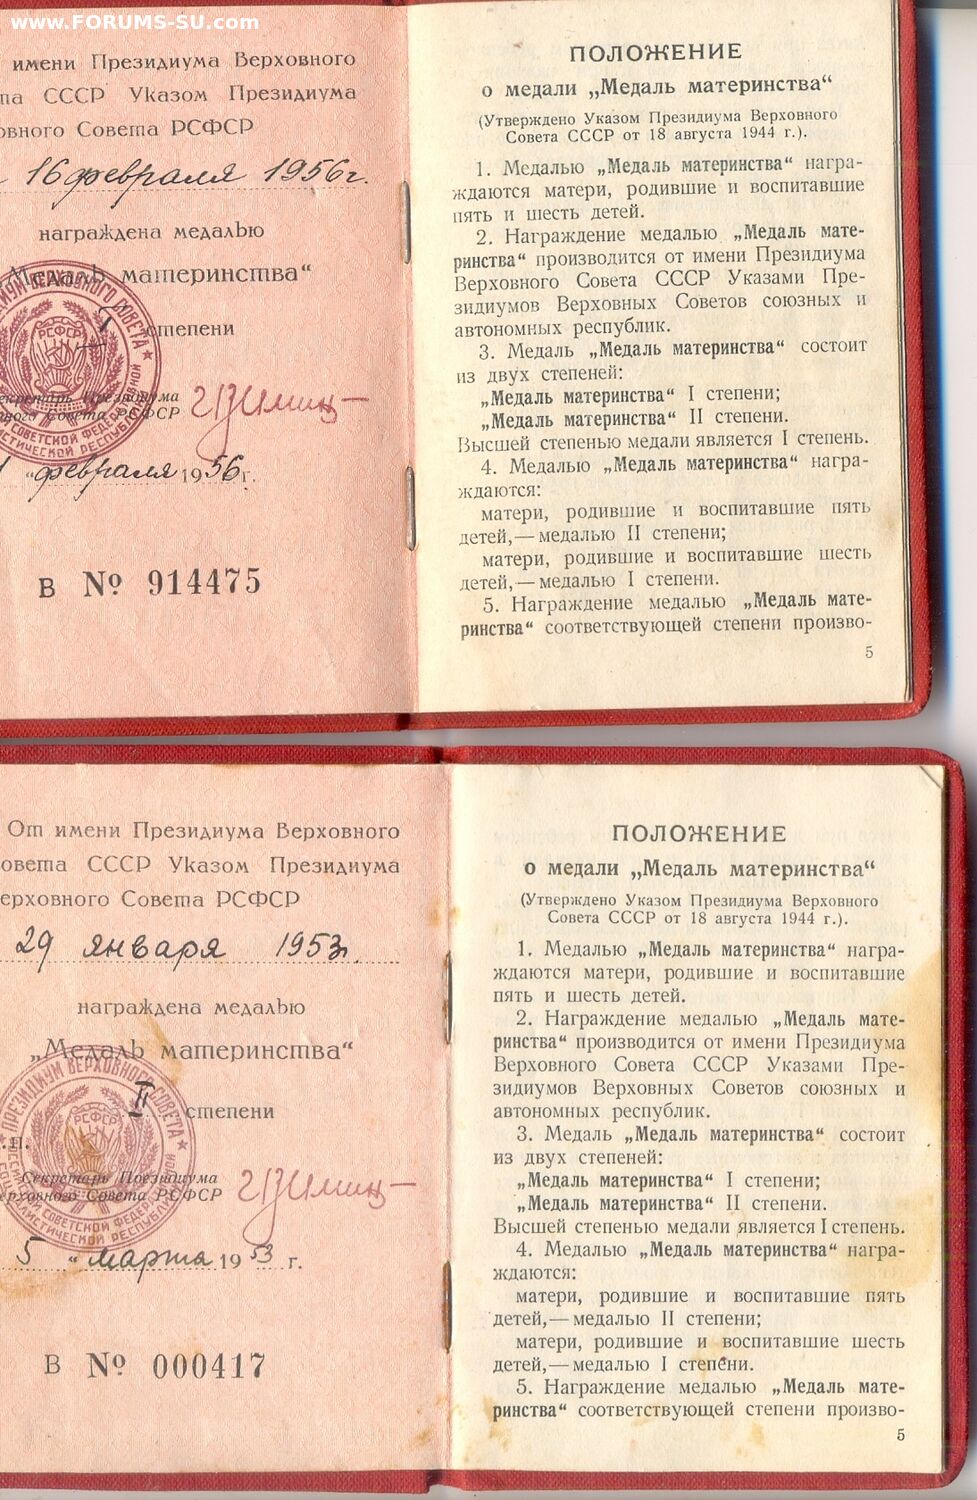 www.FORUMS-SU.com
имени Президиума Верховного
та СССР Указом Президиума
овного Совета РСФСР
16 февраля 1956 г.
награждена медалью
„Медаль материнства“
I степени
Секретарь Президиума
ного Совета РСФСР
1 „ февраля 1956 г.
В № 914475
ПОЛОЖЕНИЕ
о медали „Медаль материнства“
(Утверждено Указом Президиума Верховного
Совета СССР от 18 августа 1944 г.).
1. Медалью „Медаль материнства“ награ-
ждаются матери, родившие и воспитавшие
пять и шесть детей.
2. Награждение медалью „Медаль мате-
ринства“ производится от имени Президиума
Верховного Совета СССР Указами Пре-
зидиумов Верховных Советов союзных и
автономных республик.
3. Медаль „Медаль материнства“ состоит
из двух степеней:
„Медаль материнства“ I степени;
„Медаль материнства“ II степени.
Высшей степенью медали является I степень.
4. Медалью „Медаль материнства“ награ-
ждаются:
матери, родившие и воспитавшие пять
детей,— медалью II степени;
матери, родившие и воспитавшие шесть
детей,— медалью I степени.
5. Награждение медалью „Медаль мате-
ринства“ соответствующей степени произво-
5
От имени Президиума Верховного
овета СССР Указом Президиума
ерховного Совета РСФСР
29 января 1953 г.
награждена медалью
„Медаль материнства“
II степени
.П.
ПРЕЗИДИУМ ВЕРХОВНОГО СОВЕТА
РСФСР
Секретарь Президиума
ерховного Совета РСФСР
5 „ марта 1953 г.
В № 000417
ПОЛОЖЕНИЕ
о медали „Медаль материнства“
(Утверждено Указом Президиума Верховного
Совета СССР от 18 августа 1944 г.).
1. Медалью „Медаль материнства“ награ-
ждаются матери, родившие и воспитавшие
пять и шесть детей.
2. Награждение медалью „Медаль мате-
ринства“ производится от имени Президиума
Верховного Совета СССР Указами Пре-
зидиумов Верховных Советов союзных и
автономных республик.
3. Медаль „Медаль материнства“ состоит
из двух степеней:
„Медаль материнства“ I степени;
„Медаль материнства“ II степени.
Высшей степенью медали является I степень.
4. Медалью „Медаль материнства“ награ-
ждаются:
матери, родившие и воспитавшие пять
детей,— медалью II степени;
матери, родившие и воспитавшие шесть
детей,— медалью I степени.
5. Награждение медалью „Медаль мате-
ринства“ соответствующей степени произво-
5